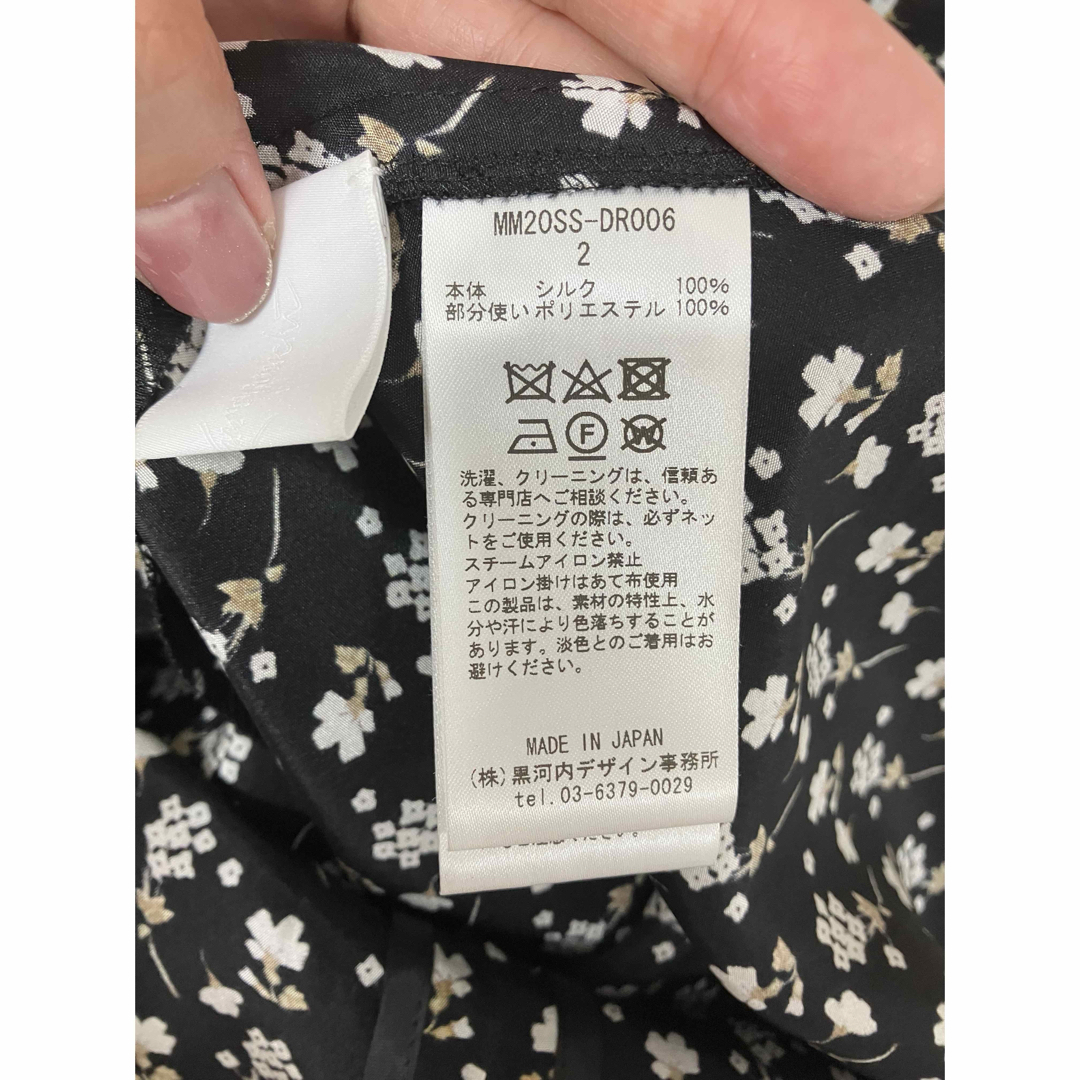 MM20SS-DR006
2
本体 シルク 100%
部分使い ポリエステル 100%
F
W
洗濯、クリーニングは、信頼あ
る専門店へご相談ください。
クリーニングの際は、必ずネッ
トをご使用ください。
スチームアイロン禁止
アイロン掛けはあて布使用
この製品は、素材の特性上、水
分や汗により色落ちすることが
あります。淡色とのご着用はお
避けください。
MADE IN JAPAN
(株)黒河内デザイン事務所
tel.03-6379-0029